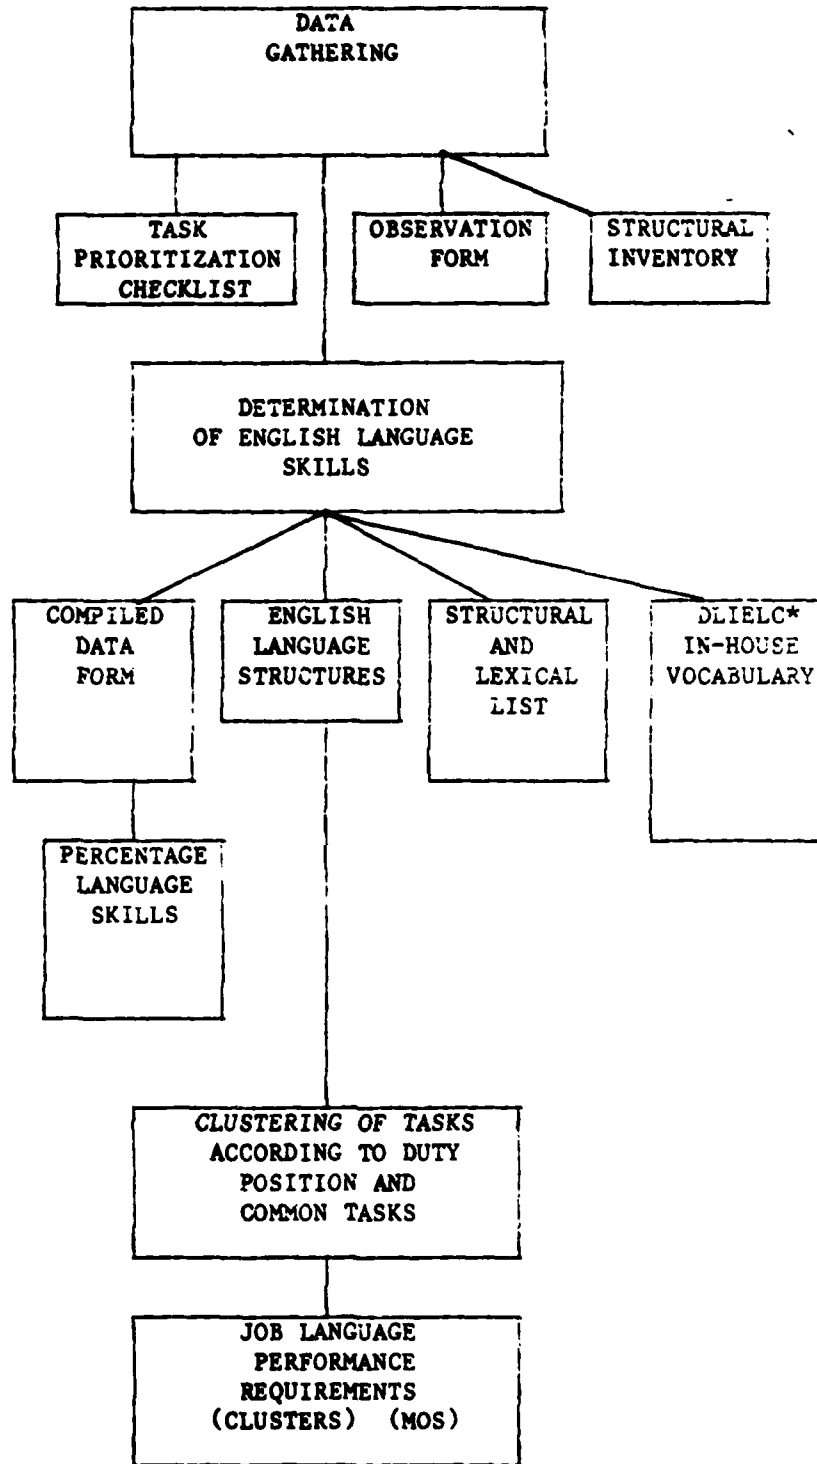 DATA
GATHERING
TASK
PRIORITIZATION
CHECKLIST
OBSERVATION
FORM
STRUCTURAL
INVENTORY
DETERMINATION
OF ENGLISH LANGUAGE
SKILLS
COMPILED
DATA
FORM
ENGLISH
LANGUAGE
STRUCTURES
STRUCTURAL
AND
LEXICAL
LIST
DLIELC*
IN-HOUSE
VOCABULARY
PERCENTAGE
LANGUAGE
SKILLS
CLUSTERING OF TASKS
ACCORDING TO DUTY
POSITION AND
COMMON TASKS
JOB LANGUAGE
PERFORMANCE
REQUIREMENTS
(CLUSTERS) (MOS)